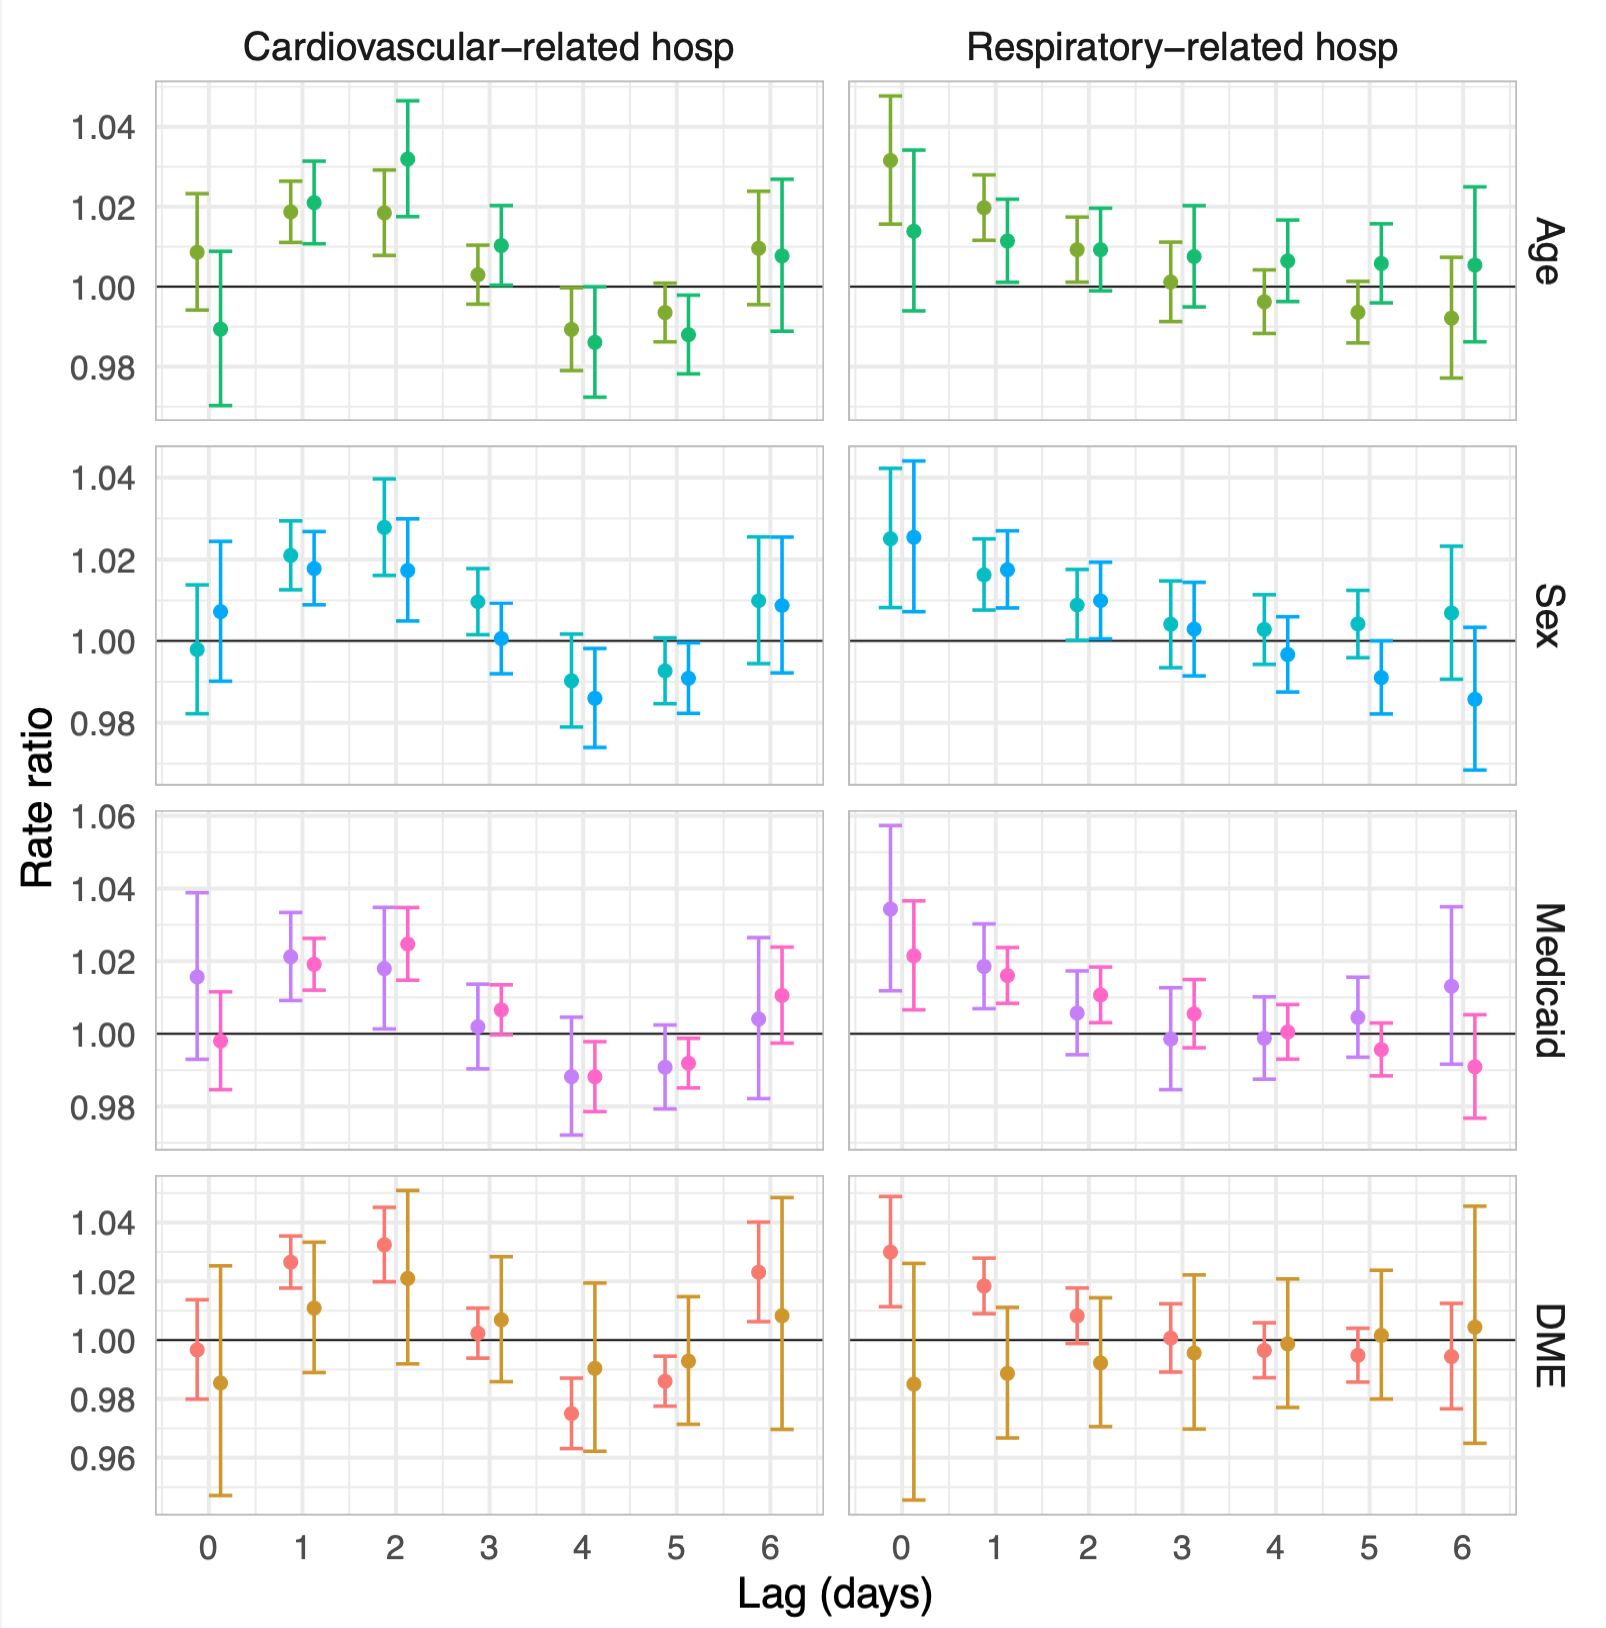 Cardiovascular−related hosp
Respiratory−related hosp
1.04
1.02
1.00
0.98
Age
1.04
1.02
1.00
0.98
Sex
Rate ratio
1.06
1.04
1.02
1.00
0.98
Medicaid
1.04
1.02
1.00
0.98
0.96
DME
0 1 2 3 4 5 6
0 1 2 3 4 5 6
Lag (days)